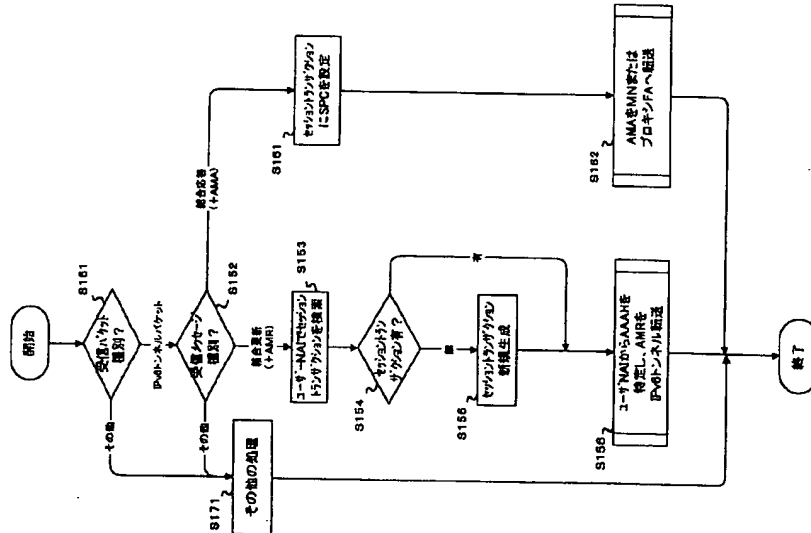 開始
S151
受信パケット
種別？
その他
IPv6トンネルパケット
S152
受信メッセージ
種別？
その他
結合応答
(+AMA)
結合更新
(+AMR)
S171
その他の処理
S153
ユーザーNAIでセッション
トランザクションを検索
S154
セッショントラン
ザクション有？
有
無
S155
セッショントランザクション
新規生成
S156
ユーザNAIからAAAHを
特定し、AMRを
IPv6トンネル転送
S161
セッショントランザクション
にSPCを設定
S162
AMAをMNまたは
プロキシFAへ転送
終了